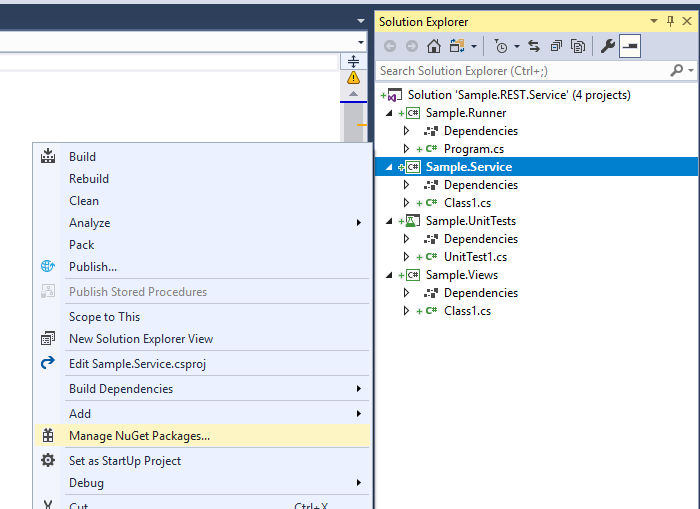 Solution Explorer
Search Solution Explorer (Ctrl+;)
Solution 'Sample.REST.Service' (4 projects)
C# Sample.Runner
Dependencies
C# Program.cs
C# Sample.Service
Dependencies
C# Class1.cs
Sample.UnitTests
Dependencies
C# UnitTest1.cs
C# Sample.Views
Dependencies
C# Class1.cs
Build
Rebuild
Clean
Analyze
Pack
Publish...
Publish Stored Procedures
Scope to This
New Solution Explorer View
Edit Sample.Service.csproj
Build Dependencies
Add
Manage NuGet Packages...
Set as StartUp Project
Debug
Cut Ctrl+X